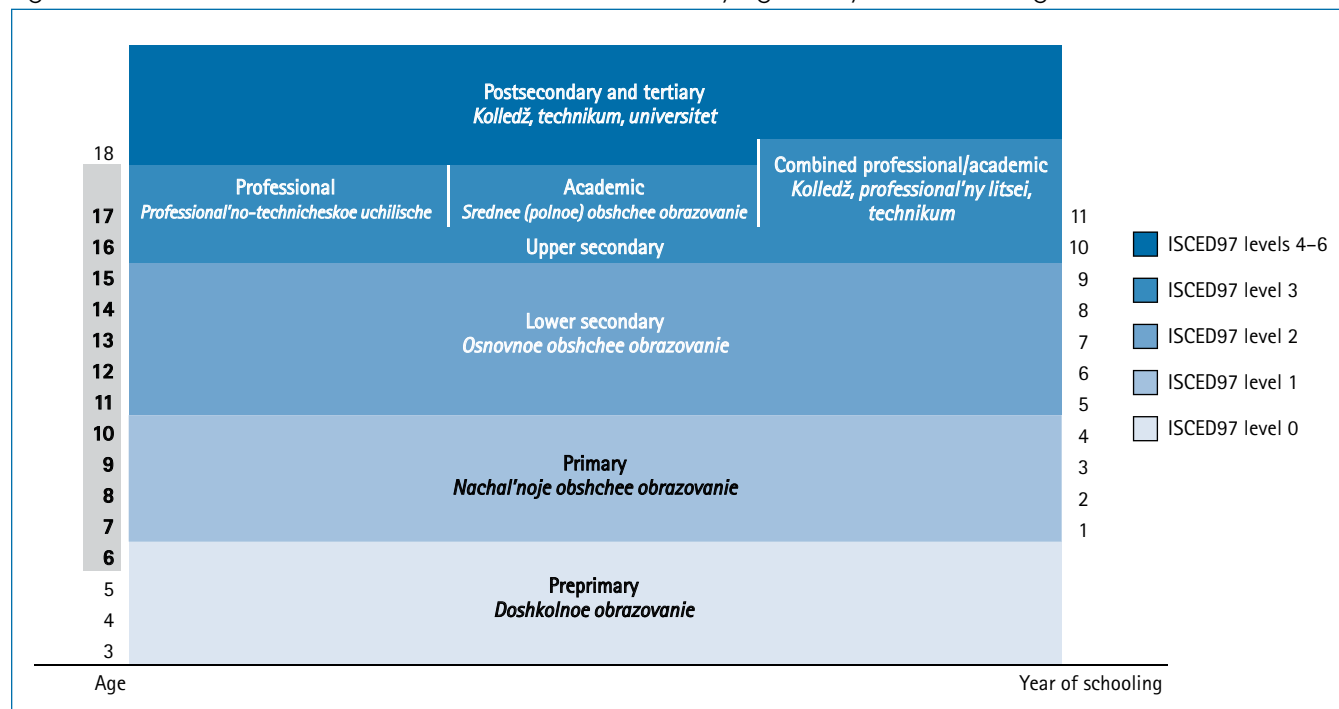 Postsecondary and tertiary
Kolledž, technikum, universitet
18
Professional
Professional’no-technicheskoe uchilische
Academic
Srednee (polnoe) obshchee obrazovanie
Combined professional/academic
Kolledž, professional’ny litsei,
technikum
17
11
16
Upper secondary
10
15
9
14
8
Lower secondary
Osnovnoe obshchee obrazovanie
13
7
12
6
11
5
10
4
9
Primary
3
Nachal’noje obshchee obrazovanie
8
2
7
1
6
Preprimary
Doshkolnoe obrazovanie
5
4
3
Age
Year of schooling
ISCED97 levels 4–6
ISCED97 level 3
ISCED97 level 2
ISCED97 level 1
ISCED97 level 0